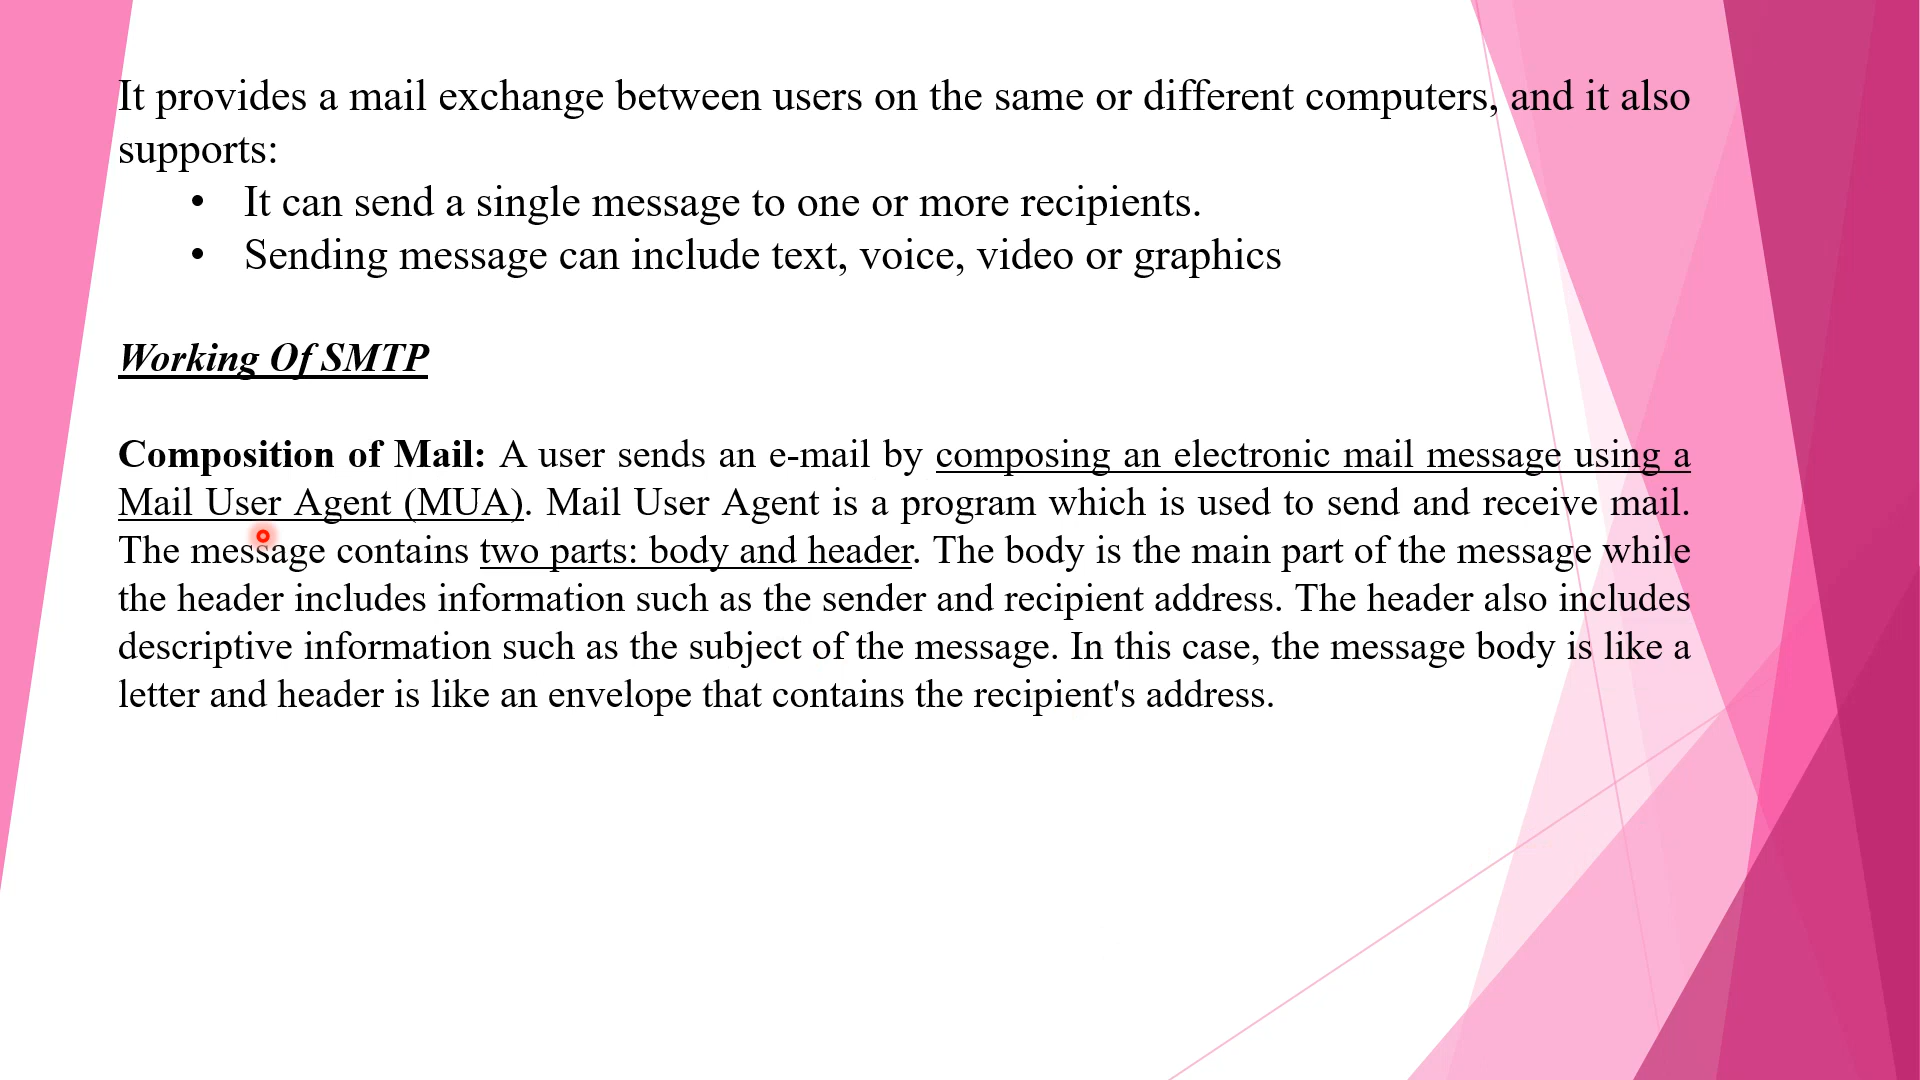 It provides a mail exchange between users on the same or different computers, and it also
supports:
• It can send a single message to one or more recipients.
• Sending message can include text, voice, video or graphics
Working Of SMTP
Composition of Mail: A user sends an e-mail by composing an electronic mail message using a
Mail User Agent (MUA). Mail User Agent is a program which is used to send and receive mail.
The message contains two parts: body and header. The body is the main part of the message while
the header includes information such as the sender and recipient address. The header also includes
descriptive information such as the subject of the message. In this case, the message body is like a
letter and header is like an envelope that contains the recipient's address.